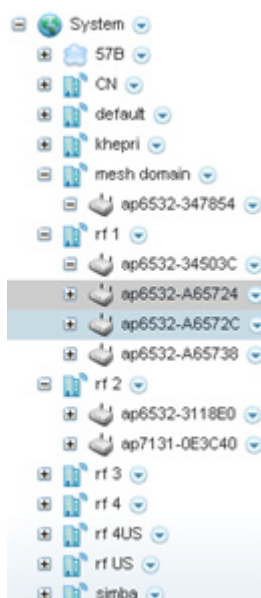 System
57B
CN
default
khepri
mesh domain
ap6532-347854
rf 1
ap6532-34503C
ap6532-A65724
ap6532-A6572C
ap6532-A65738
rf 2
ap6532-3118E0
ap7131-0E3C40
rf 3
rf 4
rf 4US
rf US
simba